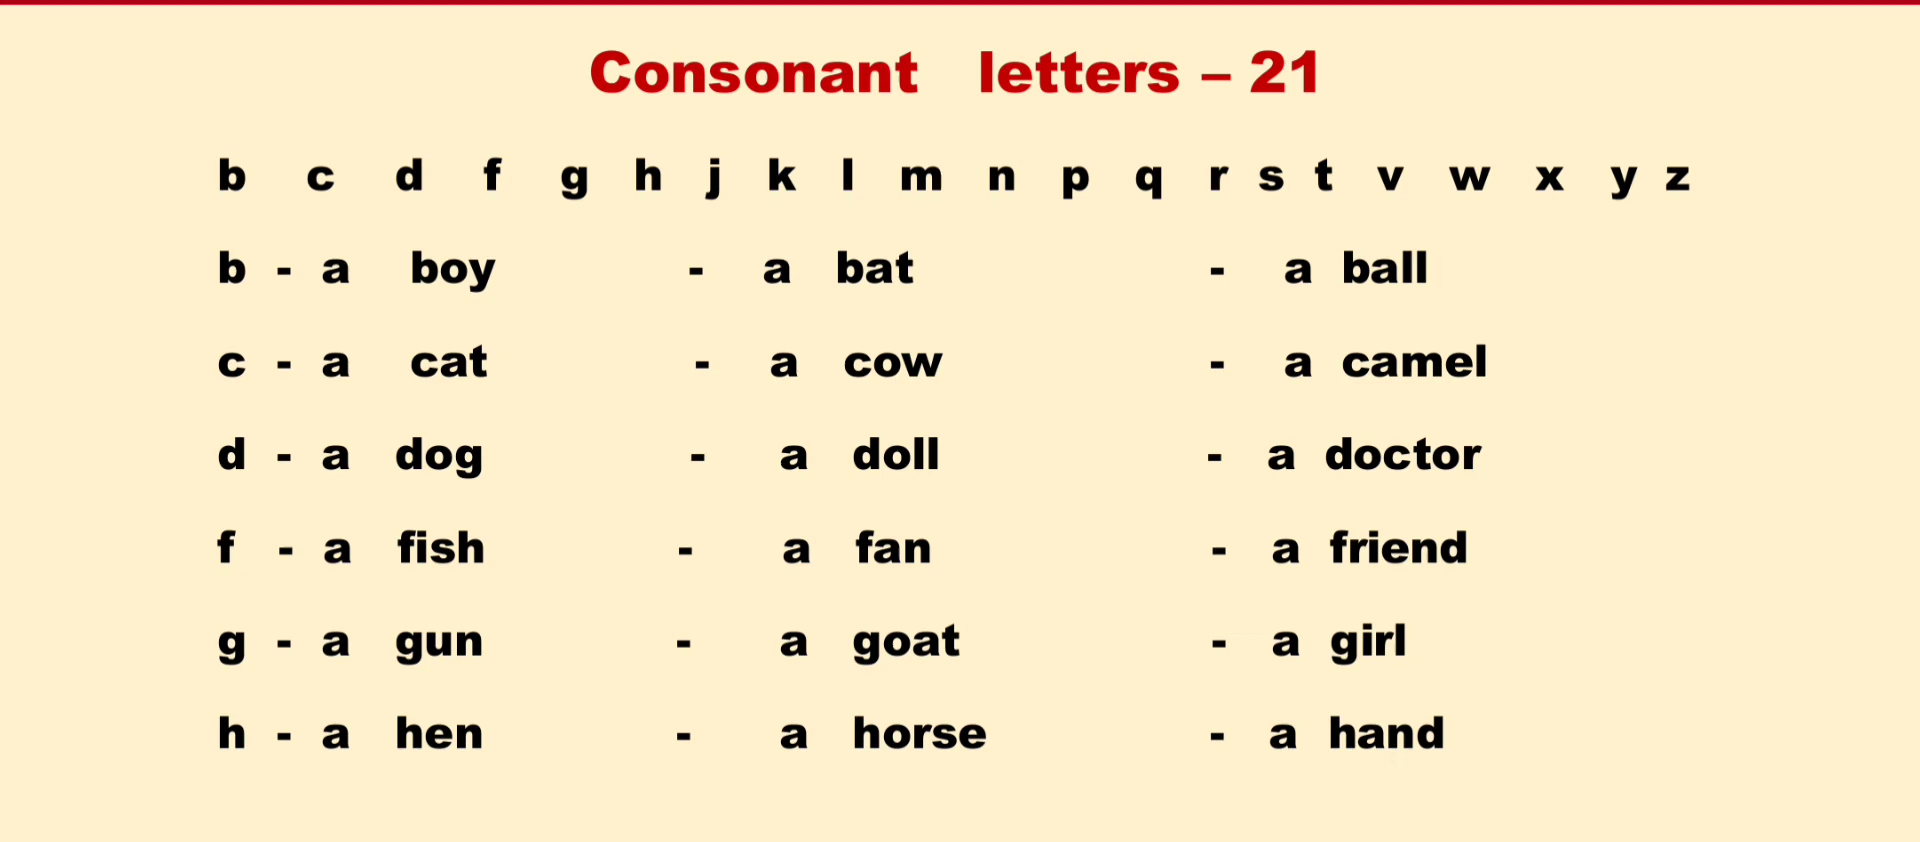 Consonant letters – 21
b c d f g h j k l m n p q r s t v w x y z
b - a boy - a bat - a ball
c - a cat - a cow - a camel
d - a dog - a doll - a doctor
f - a fish - a fan - a friend
g - a gun - a goat - a girl
h - a hen - a horse - a hand